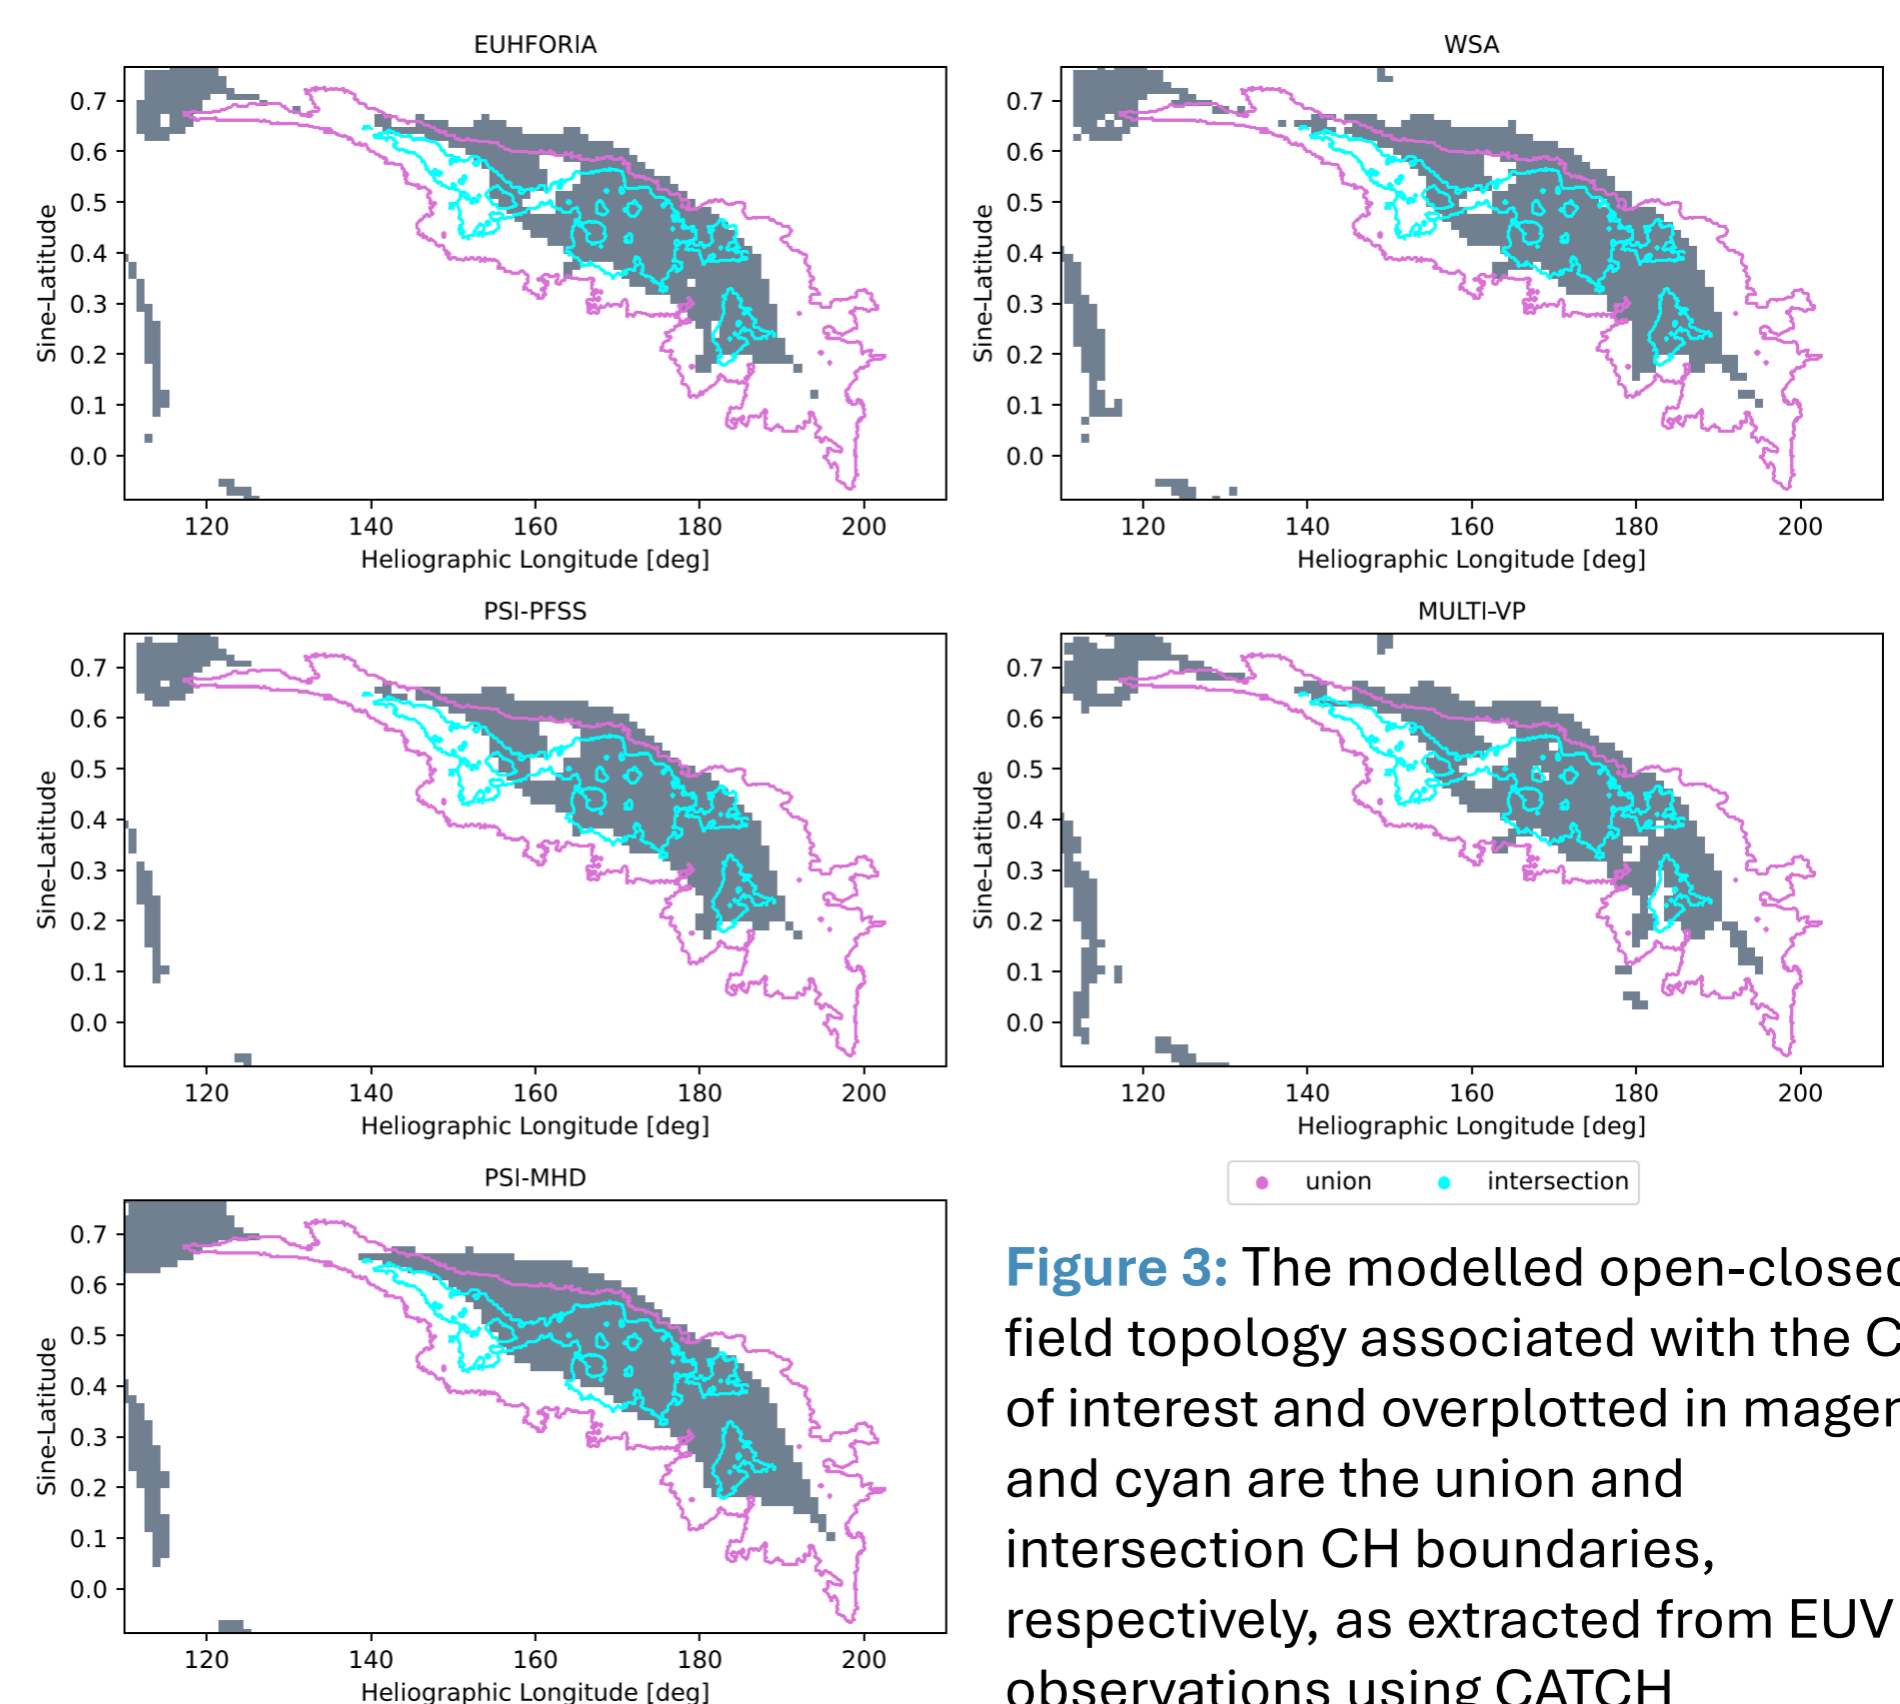 EUHFORIA
0.7
0.6
0.5
0.4
0.3
0.2
0.1
0.0
Sine-Latitude
120 140 160 180 200
Heliographic Longitude [deg]
WSA
0.7
0.6
0.5
0.4
0.3
0.2
0.1
0.0
Sine-Latitude
120 140 160 180 200
Heliographic Longitude [deg]
PSI-PFSS
0.7
0.6
0.5
0.4
0.3
0.2
0.1
0.0
Sine-Latitude
120 140 160 180 200
Heliographic Longitude [deg]
MULTI-VP
0.7
0.6
0.5
0.4
0.3
0.2
0.1
0.0
Sine-Latitude
120 140 160 180 200
Heliographic Longitude [deg]
PSI-MHD
0.7
0.6
0.5
0.4
0.3
0.2
0.1
0.0
Sine-Latitude
120 140 160 180 200
Heliographic Longitude [deg]
union intersection
Figure 3: The modelled open-closed
field topology associated with the C
of interest and overplotted in magen
and cyan are the union and
intersection CH boundaries,
respectively, as extracted from EUV
observations using CATCH